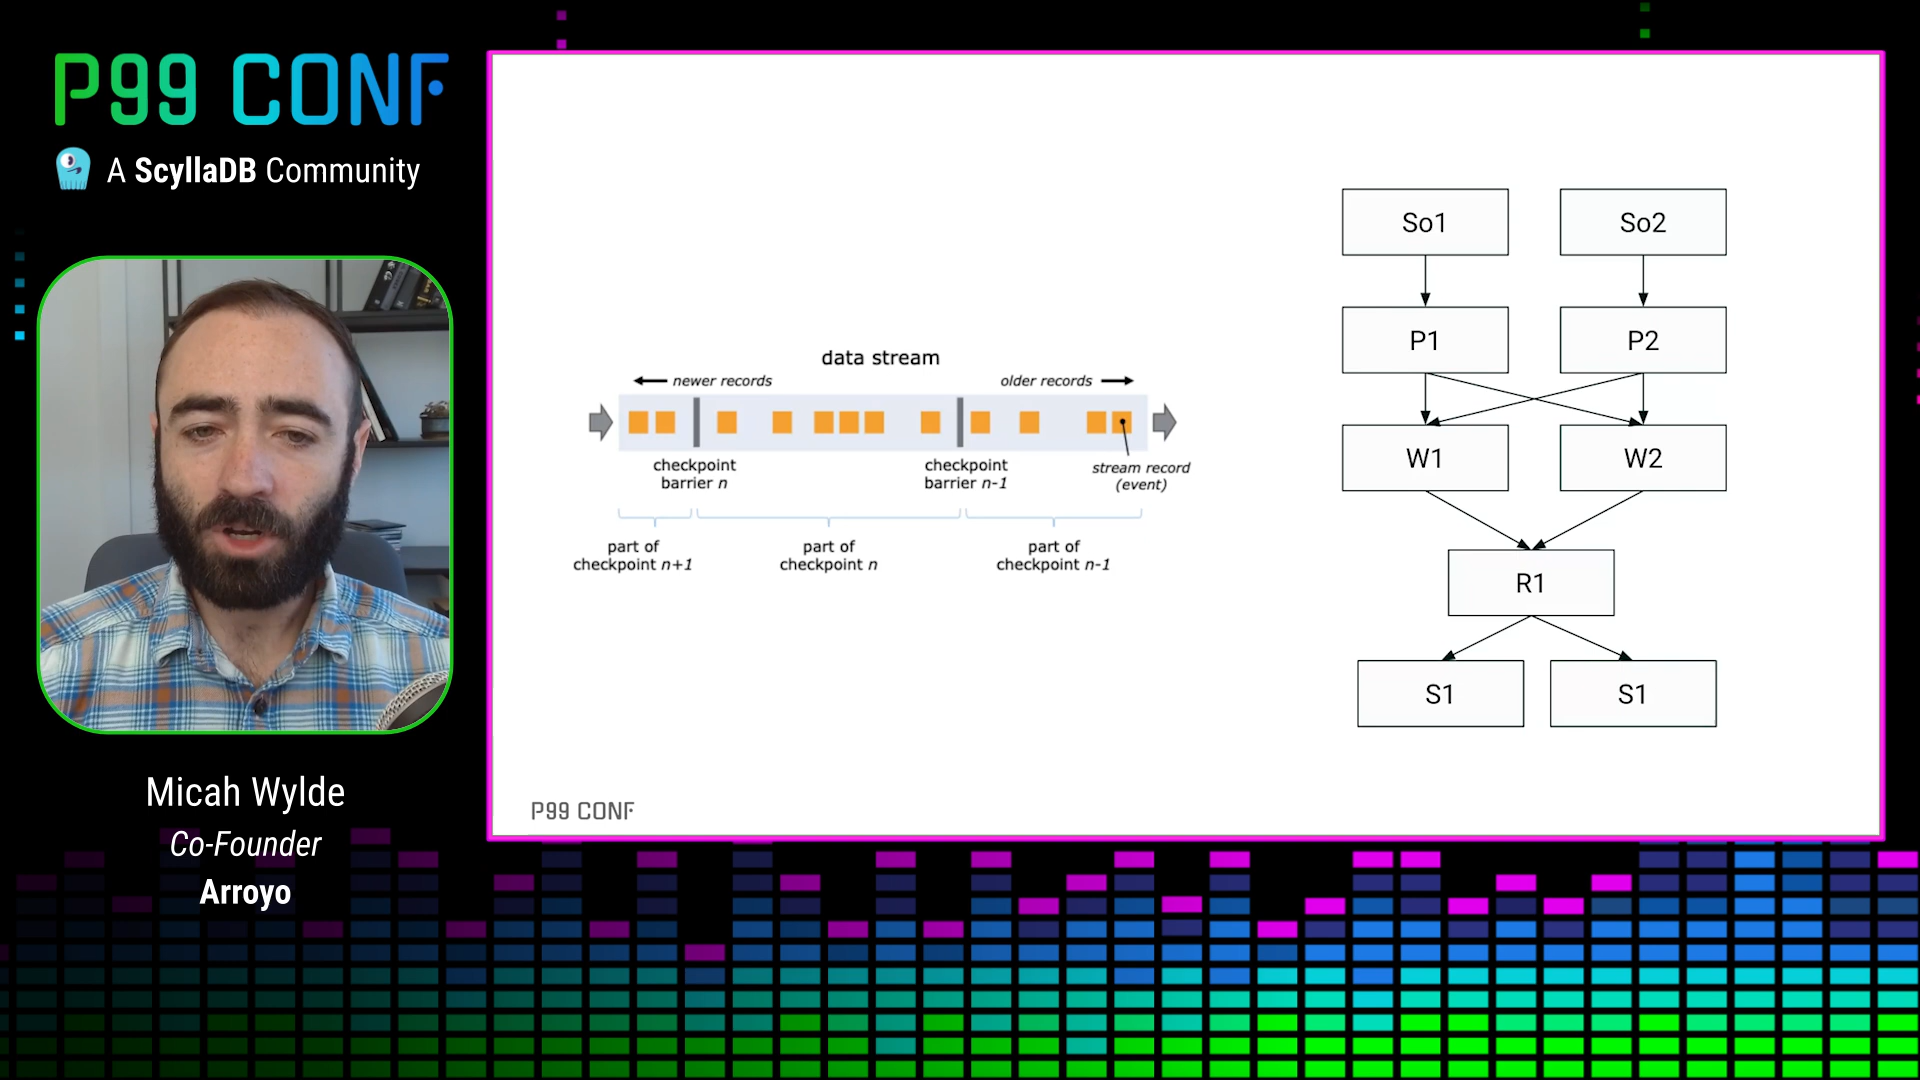 P99 CONF
A ScyllaDB Community
Micah Wylde
Co-Founder
Arroyo
data stream
newer records
older records
checkpoint
barrier n
checkpoint
barrier n-1
stream record
(event)
part of
checkpoint n+1
part of
checkpoint n
part of
checkpoint n-1
So1
So2
P1
P2
W1
W2
R1
S1
S1
P99 CONF